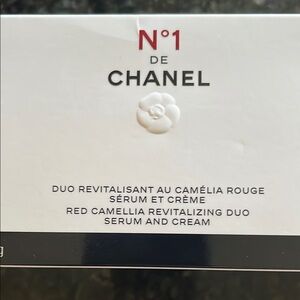 N°1
DE
CHANEL
DUO REVITALISANT AU CAMÉLIA ROUGE
SÉRUM ET CRÈME
RED CAMELLIA REVITALIZING DUO
SERUM AND CREAM